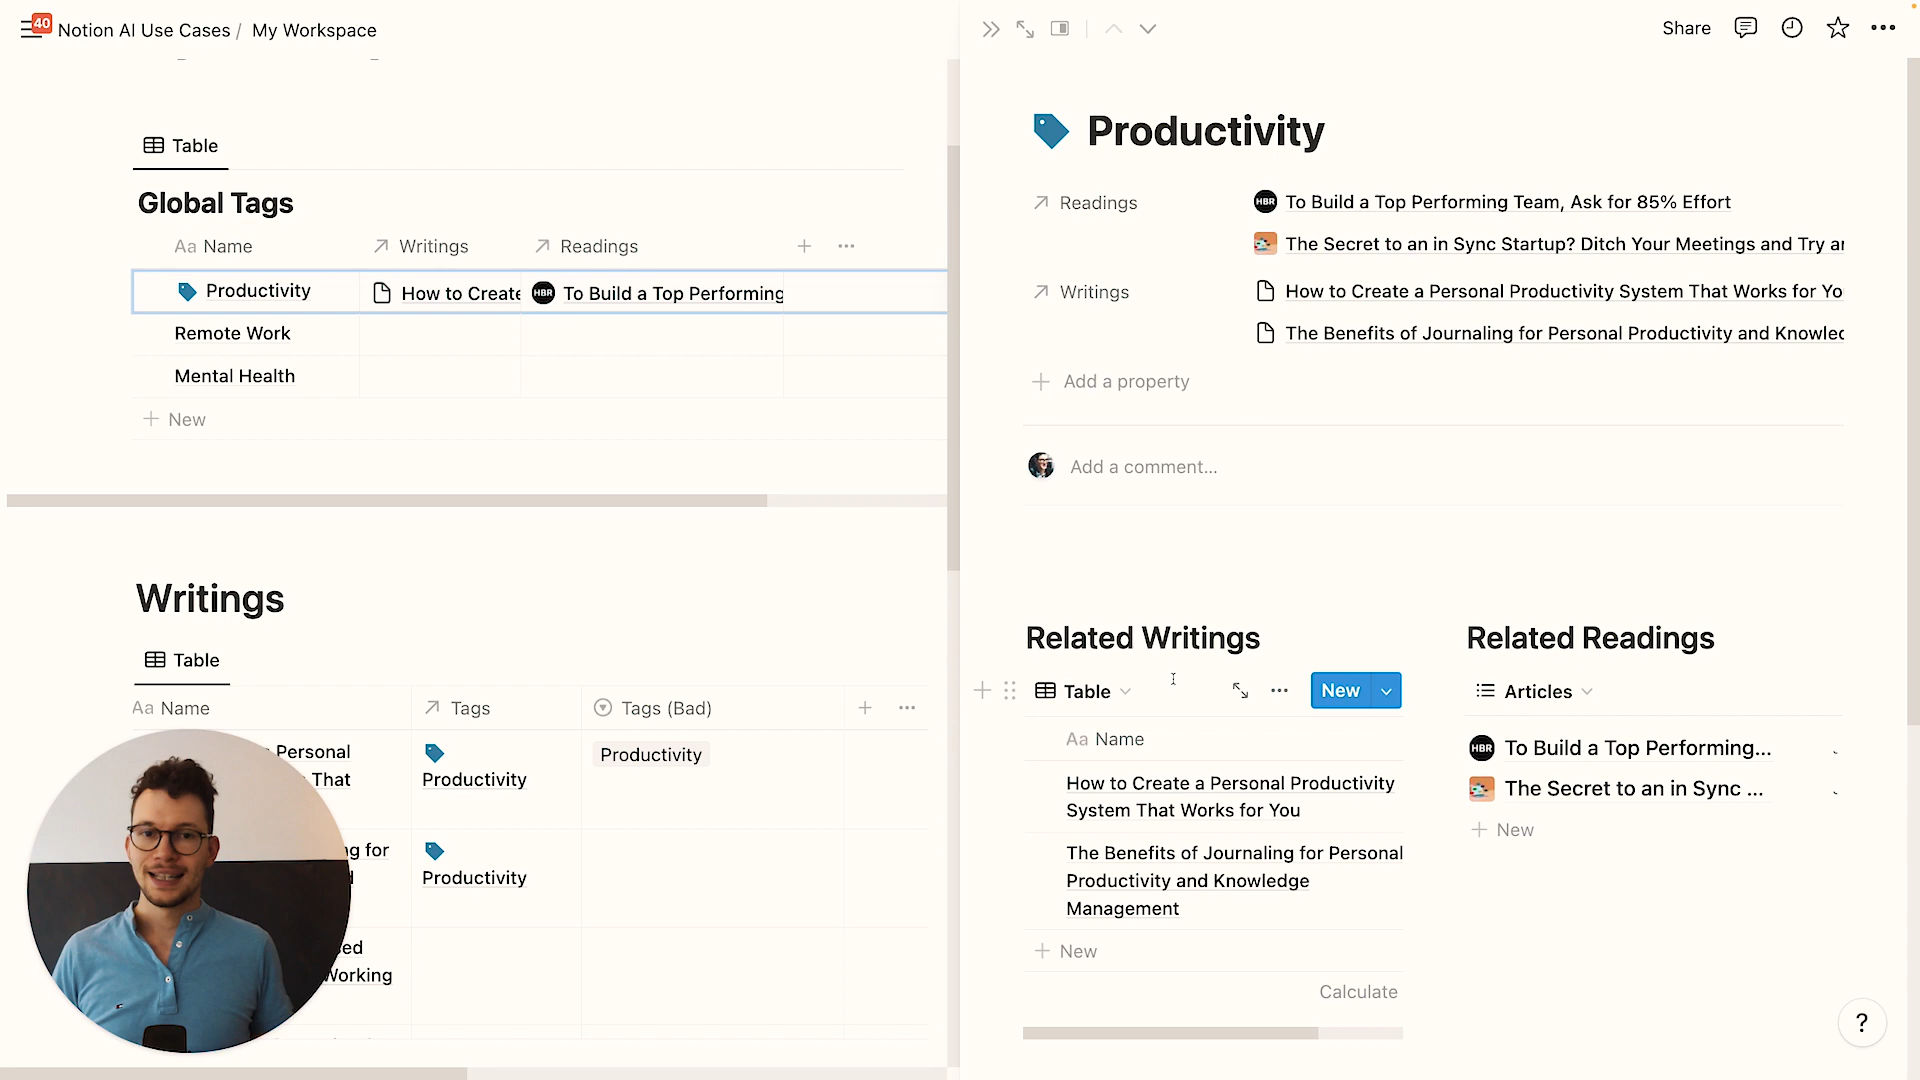 40
Notion AI Use Cases / My Workspace
Table
Global Tags
Aa Name
Writings
Readings
Productivity
How to Create
HBR
To Build a Top Performing
Remote Work
Mental Health
New
Writings
Table
Aa Name
Tags
Tags (Bad)
Personal
That
Productivity
Productivity
for
Productivity
Working
Share
Productivity
Readings
HBR
To Build a Top Performing Team, Ask for 85% Effort
The Secret to an in Sync Startup? Ditch Your Meetings and Try
Writings
How to Create a Personal Productivity System That Works for Yo
The Benefits of Journaling for Personal Productivity and Knowled
Add a property
Add a comment...
Related Writings
Table
New
Aa Name
How to Create a Personal Productivity
System That Works for You
The Benefits of Journaling for Personal
Productivity and Knowledge
Management
New
Calculate
Related Readings
Articles
HBR
To Build a Top Performing...
The Secret to an in Sync ...
New
?